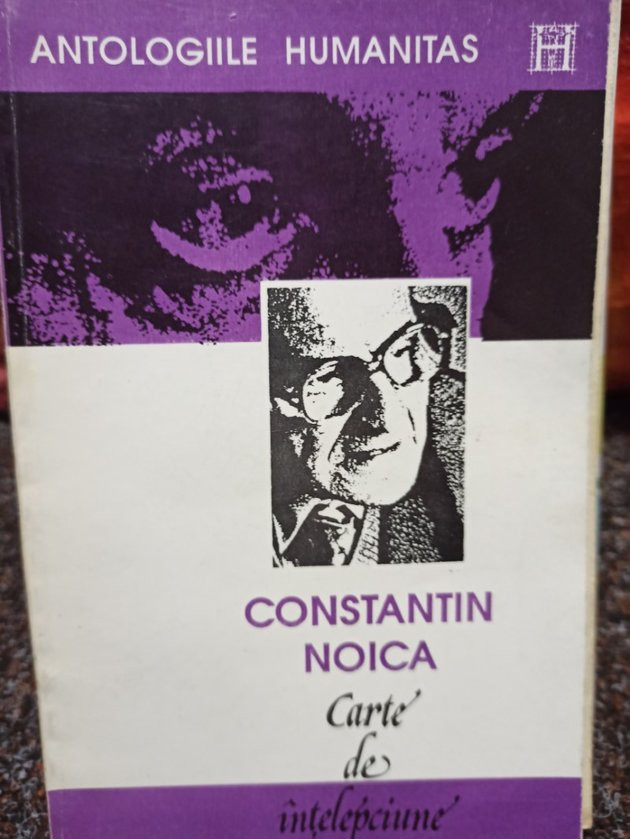 ANTOLOGIILE HUMANITAS
CONSTANTIN
NOICA
Carte
de
înțelepciune